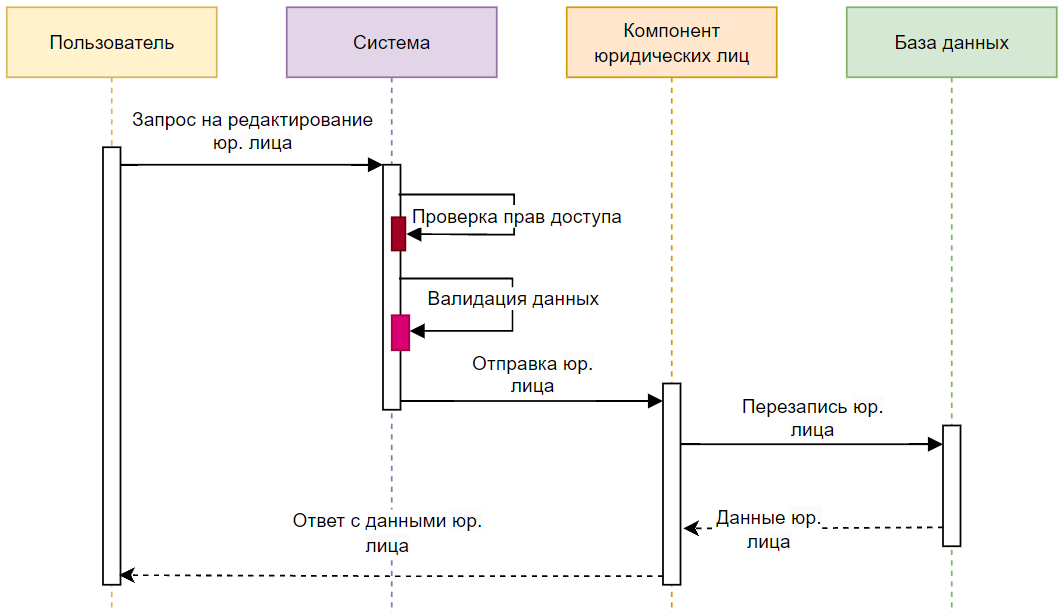 Пользователь
Система
Компонент
юридических лиц
База данных
Запрос на редактирование
юр. лица
Проверка прав доступа
Валидация данных
Отправка юр.
лица
Перезапись юр.
лица
Данные юр.
лица
Ответ с данными юр.
лица